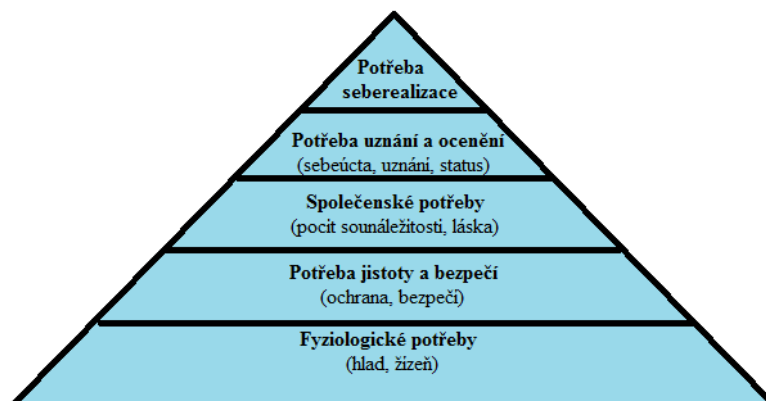 Potřeba
seberealizace
Potřeba uznání a ocenění
(sebeúcta, uznání, status)
Společenské potřeby
(pocit sounáležitosti, láska)
Potřeba jistoty a bezpečí
(ochrana, bezpečí)
Fyziologické potřeby
(hlad, žízeň)